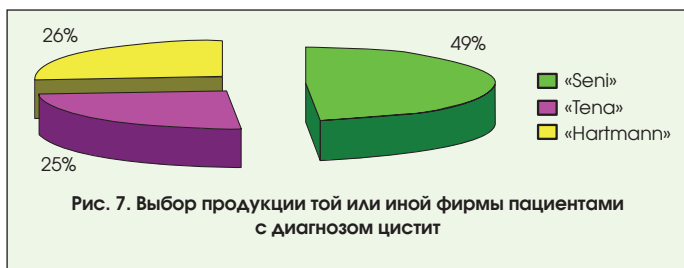 26%
49%
«Seni»
«Tena»
«Hartmann»
25%
Рис. 7. Выбор продукции той или иной фирмы пациентами
с диагнозом цистит